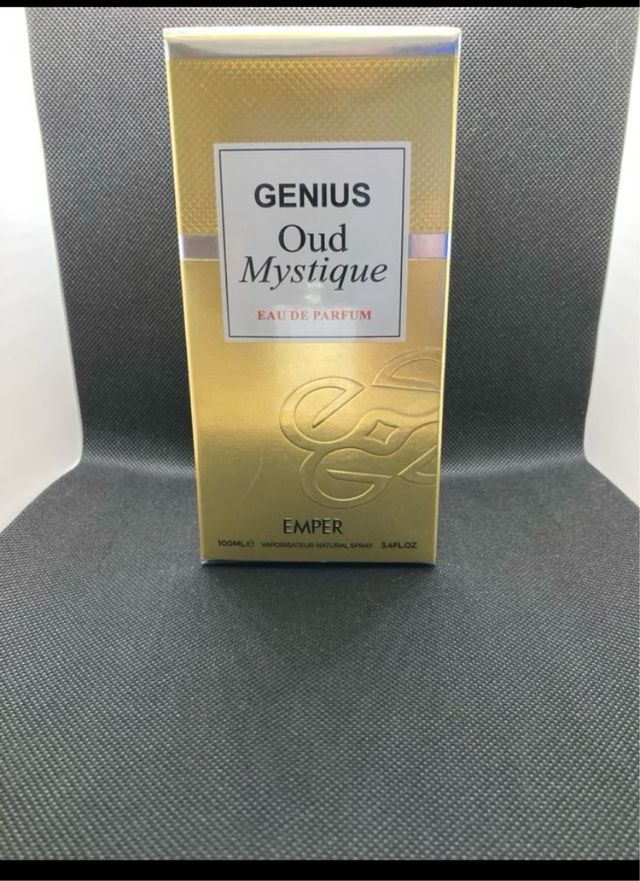 GENIUS
Oud
Mystique
EAU DE PARFUM
EMPER
100ML℮ VAPORISATEUR NATURAL SPRAY 3.4FL.OZ